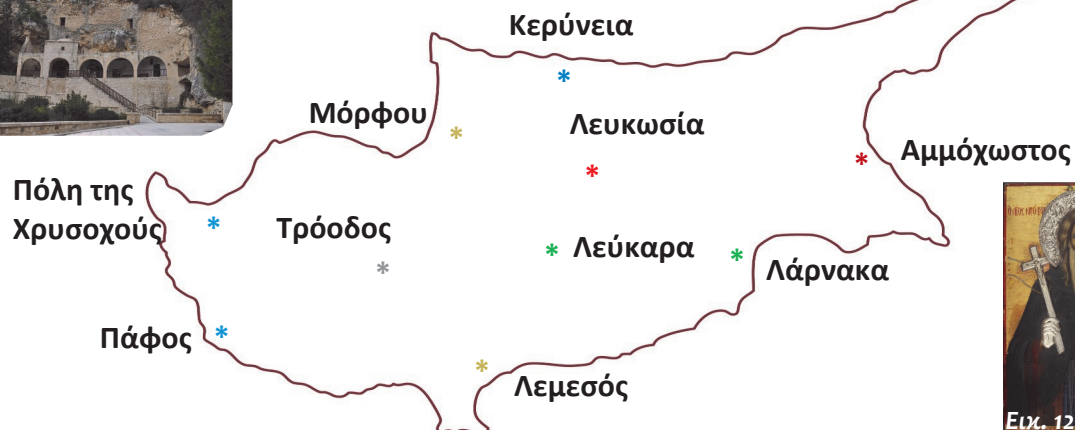 Κερύνεια
Μόρφου
Λευκωσία
Αμμόχωστος
Πόλη της
Χρυσοχούς
Τρόοδος
Λεύκαρα
Λάρνακα
Πάφος
Λεμεσός
Εικ. 12